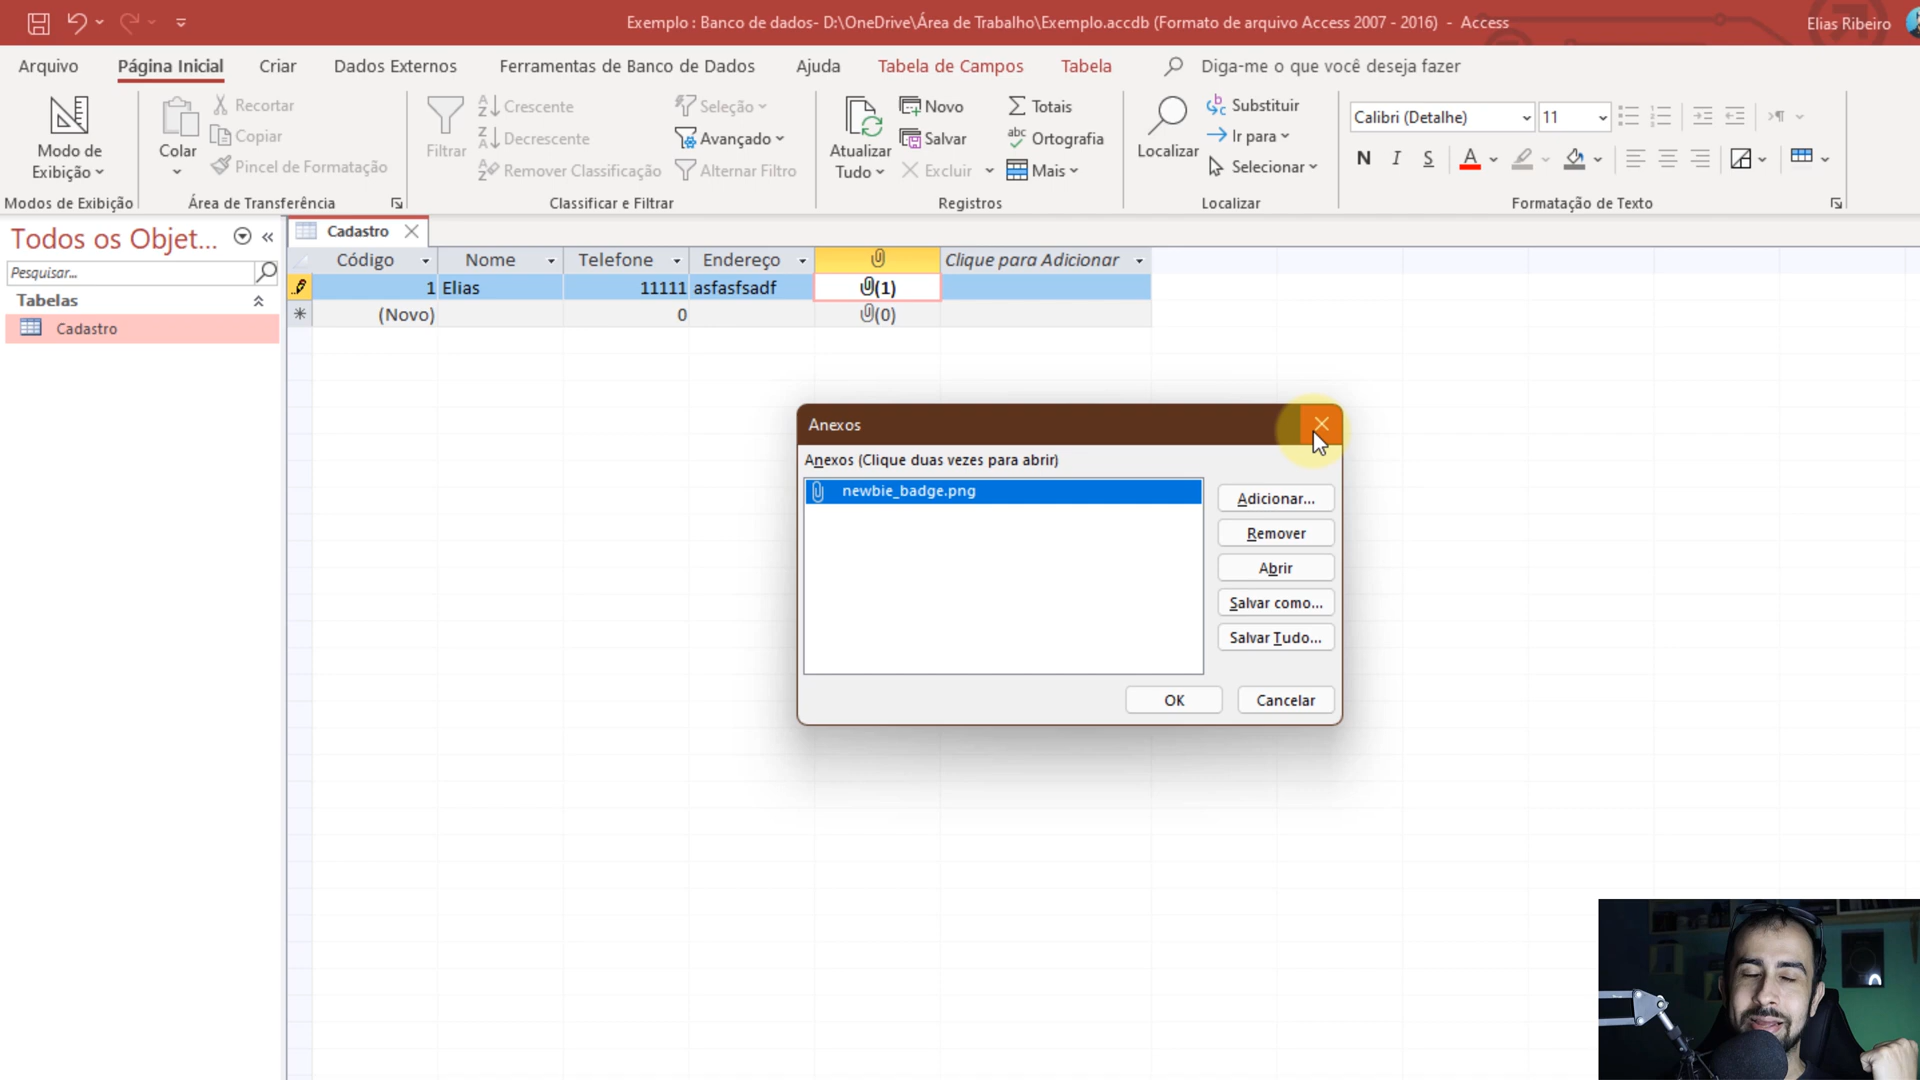 Exemplo : Banco de dados- D:\OneDrive\Área de Trabalho\Exemplo.accdb (Formato de arquivo Access 2007 - 2016) - Access
Elias Ribeiro
Arquivo
Página Inicial
Criar
Dados Externos
Ferramentas de Banco de Dados
Ajuda
Tabela de Campos
Tabela
Diga-me o que você deseja fazer
Modo de
Exibição
Modos de Exibição
Colar
Recortar
Copiar
Pincel de Formatação
Área de Transferência
Filtrar
Crescente
Decrescente
Remover Classificação
Seleção
Avançado
Alternar Filtro
Classificar e Filtrar
Atualizar
Tudo
Novo
Salvar
Excluir
Totais
Ortografia
Mais
Registros
Localizar
Substituir
Ir para
Selecionar
Localizar
Calibri (Detalhe)
11
N I S
Formatação de Texto
Todos os Objet...
Pesquisar...
Tabelas
Cadastro
Cadastro
Código Nome Telefone Endereço Clique para Adicionar
1 Elias 11111 asfasfsadf (1)
(Novo) 0 (0)
Anexos
Anexos (Clique duas vezes para abrir)
newbie_badge.png
Adicionar...
Remover
Abrir
Salvar como...
Salvar Tudo...
OK
Cancelar